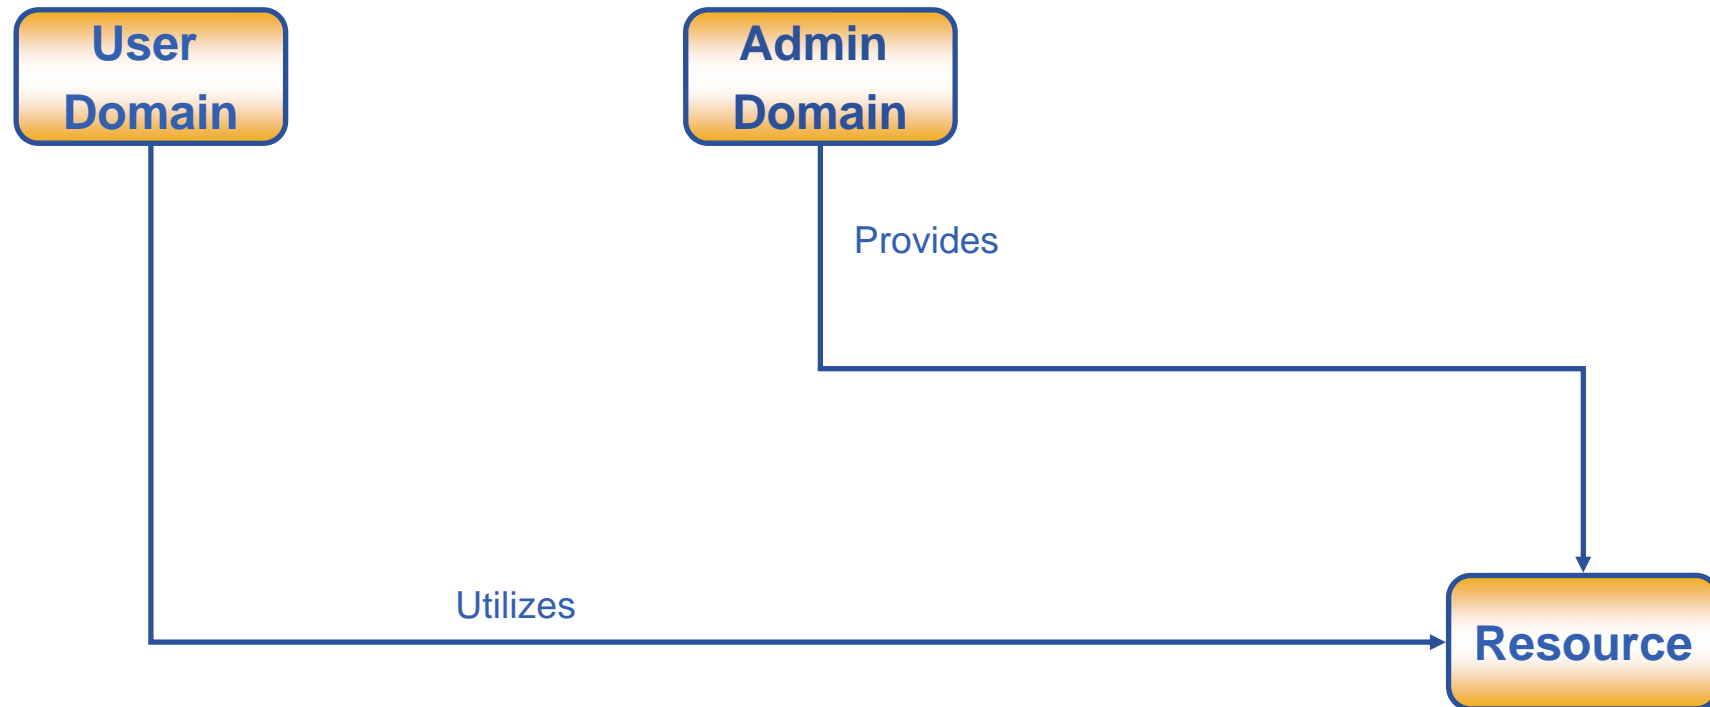 User
Domain
Admin
Domain
Provides
Utilizes
Resource